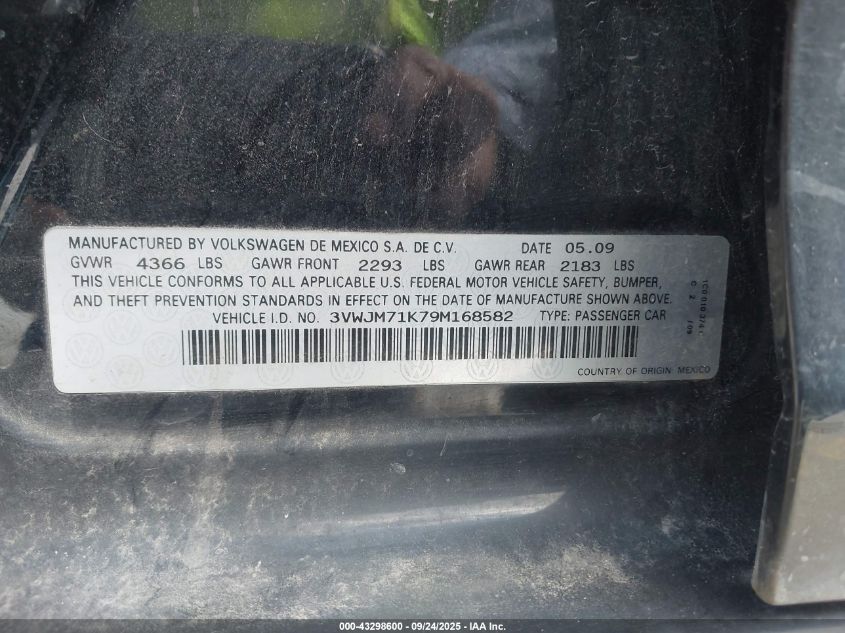 MANUFACTURED BY VOLKSWAGEN DE MEXICO S.A. DE C.V. DATE 05.09
GVWR 4366 LBS GAWR FRONT 2293 LBS GAWR REAR 2183 LBS
THIS VEHICLE CONFORMS TO ALL APPLICABLE U.S. FEDERAL MOTOR VEHICLE SAFETY, BUMPER,
AND THEFT PREVENTION STANDARDS IN EFFECT ON THE DATE OF MANUFACTURE SHOWN ABOVE.
VEHICLE I.D. NO. 3VWJM71K79M168582 TYPE: PASSENGER CAR
COUNTRY OF ORIGIN: MEXICO
C 2 /09
000-43298600 - 09/24/2025 - IAA Inc.